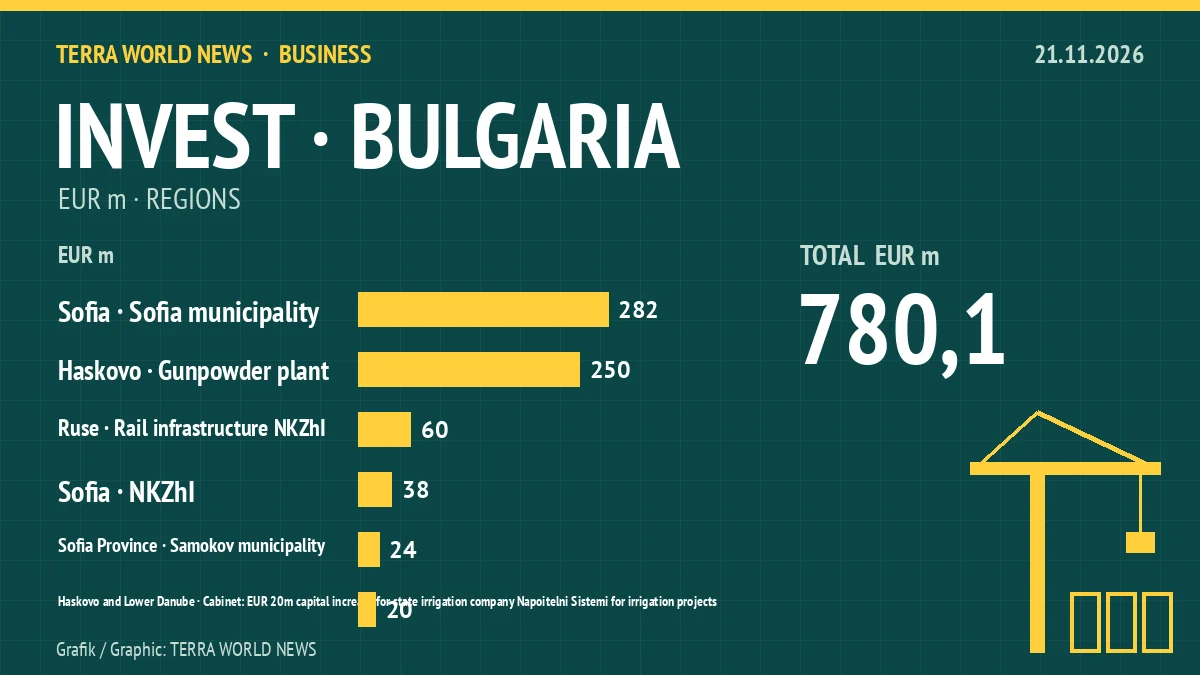 TERRA WORLD NEWS · BUSINESS
21.11.2026
INVEST · BULGARIA
EUR m · REGIONS
EUR m
TOTAL EUR m
780,1
Sofia · Sofia municipality 282
Haskovo · Gunpowder plant 250
Ruse · Rail infrastructure NKZhI 60
Sofia · NKZhI 38
Sofia Province · Samokov municipality 24
Haskovo and Lower Danube · Cabinet: EUR 20m capital increase for state irrigation company Napoitelni Sistemi for irrigation projects
20
Grafik / Graphic: TERRA WORLD NEWS